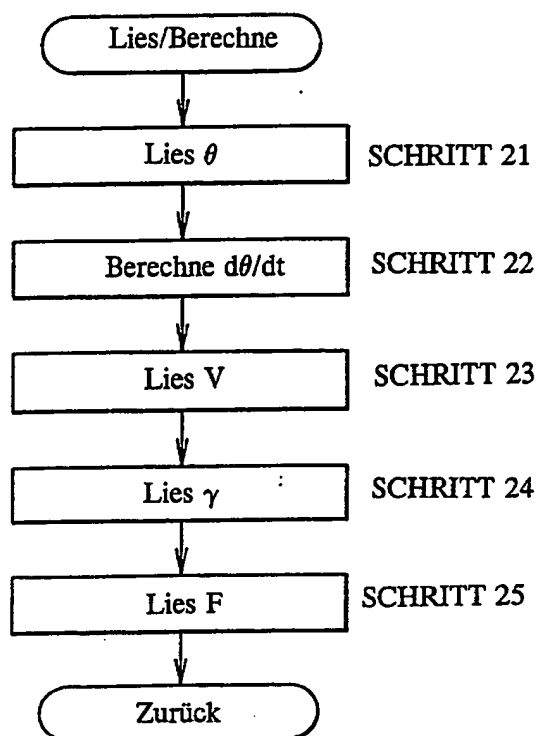 Lies/Berechne
Lies θ SCHRITT 21
Berechne dθ/dt SCHRITT 22
Lies V SCHRITT 23
Lies γ SCHRITT 24
Lies F SCHRITT 25
Zurück